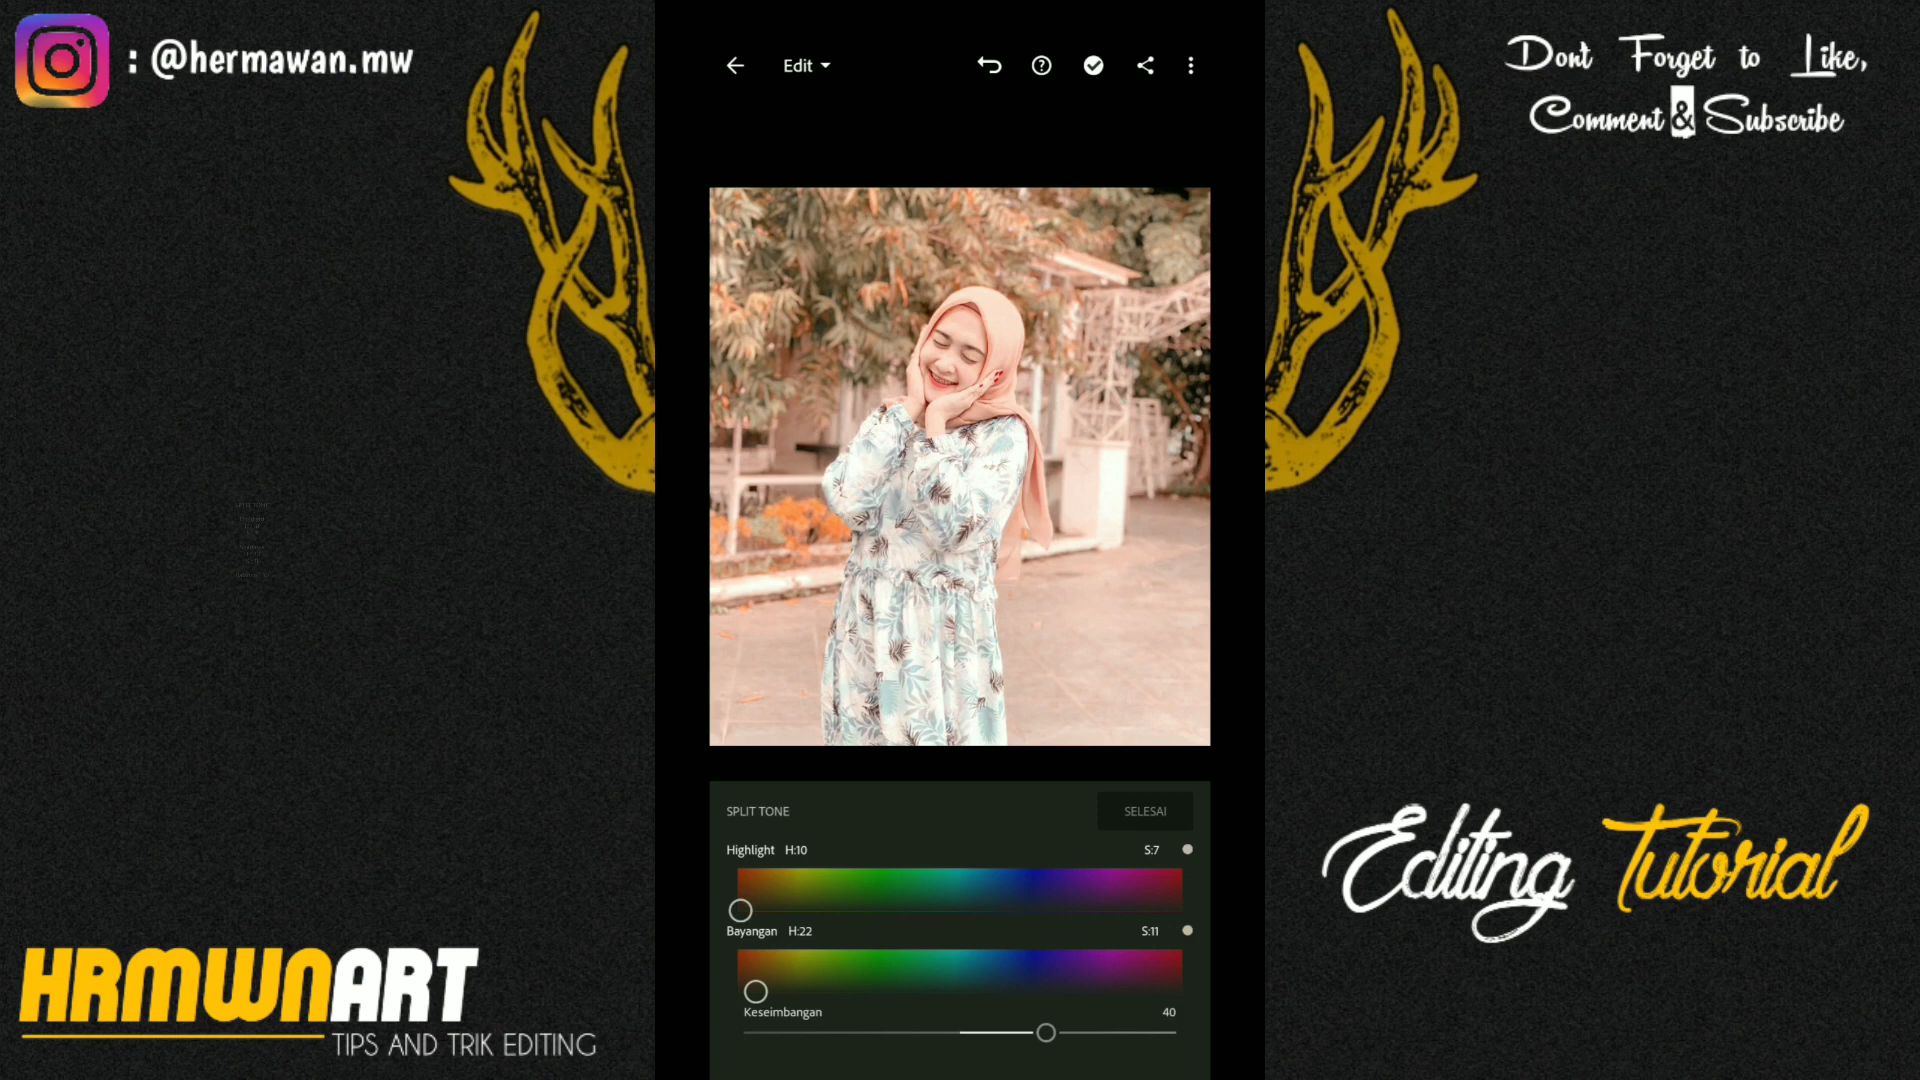 : @hermawan.mw
Don't Forget to Like,
Comment & Subscribe
Edit
SPLIT TONE
SELESAI
Highlight H:10 S:7
Bayangan H:22 S:11
Keseimbangan 40
Editing Tutorial
HRMWNART
TIPS AND TRIK EDITING